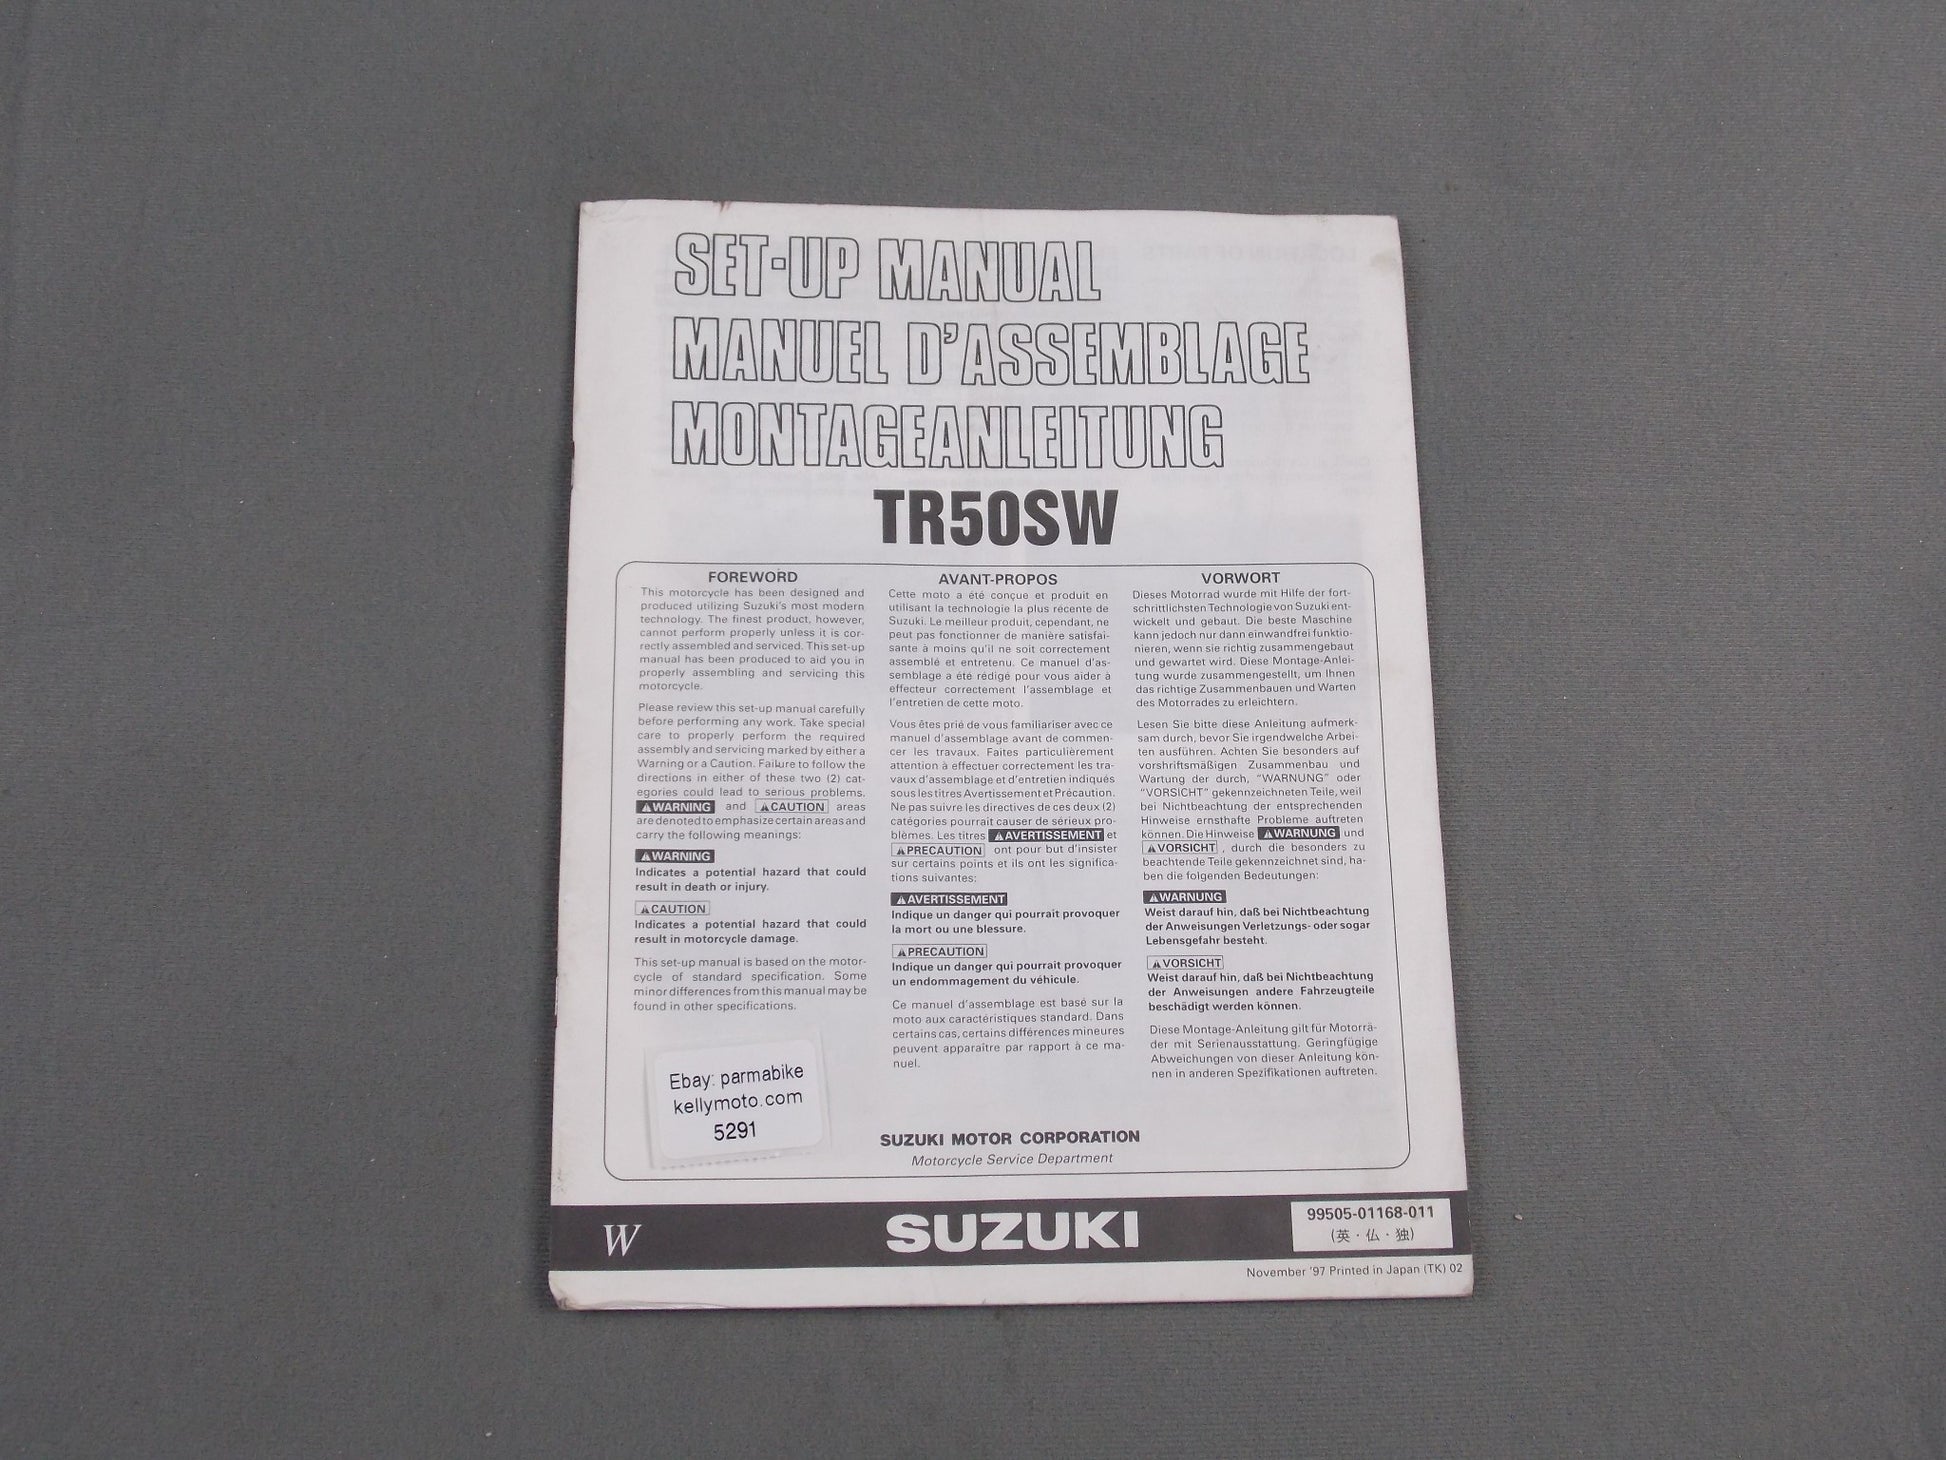 SET-UP MANUAL
MANUEL D'ASSEMBLAGE
MONTAGEANLEITUNG
TR50SW
FOREWORD
This motorcycle has been designed and
produced utilizing Suzuki's most modern
technology. The finest product, however,
cannot perform properly unless it is cor-
rectly assembled and serviced. This set-up
manual has been produced to aid you in
properly assembling and servicing this
motorcycle.
Please review this set-up manual carefully
before performing any work. Take special
care to properly perform the required
assembly and servicing marked by either a
Warning or a Caution. Failure to follow the
directions in either of these two (2) cat-
egories could lead to serious problems.
⚠WARNING and ⚠CAUTION areas
are denoted to emphasize certain areas and
carry the following meanings:
⚠WARNING
Indicates a potential hazard that could
result in death or injury.
⚠CAUTION
Indicates a potential hazard that could
result in motorcycle damage.
This set-up manual is based on the motor-
cycle of standard specification. Some
minor differences from this manual may be
found in other specifications.
AVANT-PROPOS
Cette moto a été conçue et produit en
utilisant la technologie la plus récente de
Suzuki. Le meilleur produit, cependant, ne
peut pas fonctionner de manière satisfai-
sante à moins qu'il ne soit correctement
assemblé et entretenu. Ce manuel d'as-
semblage a été rédigé pour vous aider à
effecteur correctement l'assemblage et
l'entretien de cette moto.
Vous êtes prié de vous familiariser avec ce
manuel d'assemblage avant de commen-
cer les travaux. Faites particulièrement
attention à effectuer correctement les tra-
vaux d'assemblage et d'entretien indiqués
sous les titres Avertissement et Précaution.
Ne pas suivre les directives de ces deux (2)
catégories pourrait causer de sérieux pro-
blèmes. Les titres ⚠AVERTISSEMENT et
⚠PRECAUTION ont pour but d'insister
sur certains points et ils ont les significa-
tions suivantes:
⚠AVERTISSEMENT
Indique un danger qui pourrait provoquer
la mort ou une blessure.
⚠PRECAUTION
Indique un danger qui pourrait provoquer
un endommagement du véhicule.
Ce manuel d'assemblage est basé sur la
moto aux caractéristiques standard. Dans
certains cas, certains différences mineures
peuvent apparaître par rapport à ce ma-
nuel.
VORWORT
Dieses Motorrad wurde mit Hilfe der fort-
schrittlichsten Technologie von Suzuki ent-
wickelt und gebaut. Die beste Maschine
kann jedoch nur dann einwandfrei funktio-
nieren, wenn sie richtig zusammengebaut
und gewartet wird. Diese Montage-Anlei-
tung wurde zusammengestellt, um Ihnen
das richtige Zusammenbauen und Warten
des Motorrades zu erleichtern.
Lesen Sie bitte diese Anleitung aufmerk-
sam durch, bevor Sie irgendwelche Arbei-
ten ausführen. Achten Sie besonders auf
vorshriftsmäßigen Zusammenbau und
Wartung der durch, "WARNUNG" oder
"VORSICHT" gekennzeichneten Teile, weil
bei Nichtbeachtung der entsprechenden
Hinweise ernsthafte Probleme auftreten
können. Die Hinweise ⚠WARNUNG und
⚠VORSICHT, durch die besonders zu
beachtende Teile gekennzeichnet sind, ha-
ben die folgenden Bedeutungen:
⚠WARNUNG
Weist darauf hin, daß bei Nichtbeachtung
der Anweisungen Verletzungs- oder sogar
Lebensgefahr besteht.
⚠VORSICHT
Weist darauf hin, daß bei Nichtbeachtung
der Anweisungen andere Fahrzeugteile
beschädigt werden können.
Diese Montage-Anleitung gilt für Motorrä-
der mit Serienausstattung. Geringfügige
Abweichungen von dieser Anleitung kön-
nen in anderen Spezifikationen auftreten.
Ebay: parmabike
kellymoto.com
5291
SUZUKI MOTOR CORPORATION
Motorcycle Service Department
W
SUZUKI
99505-01168-011
(英・仏・独)
November '97 Printed in Japan (TK) 02